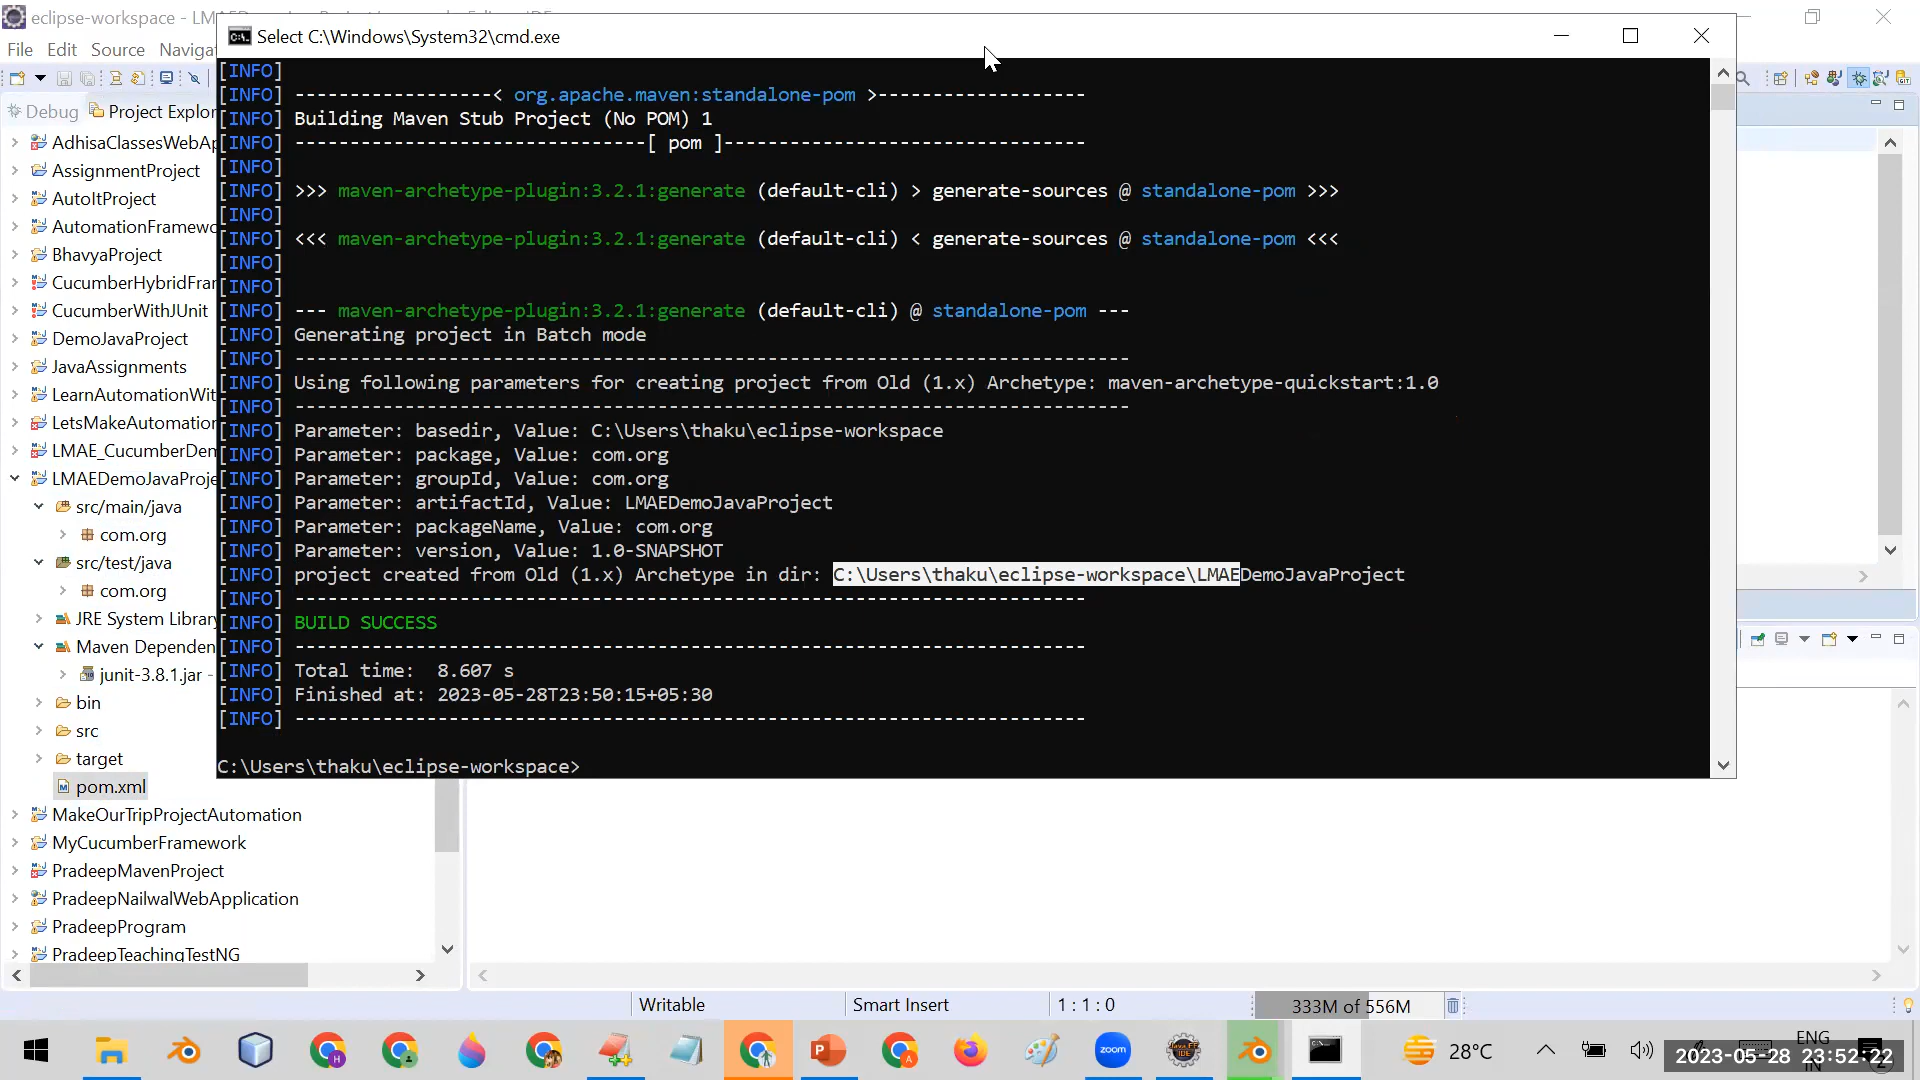 eclipse-workspace - LM
Select C:\Windows\System32\cmd.exe
File Edit Source Naviga
Debug Project Explor
AdhisaClassesWebAp
AssignmentProject
AutoItProject
AutomationFramewo
BhavyaProject
CucumberHybridFrar
CucumberWithJUnit
DemoJavaProject
JavaAssignments
LearnAutomationWit
LetsMakeAutomation
LMAE_CucumberDen
LMAEDemoJavaProje
src/main/java
com.org
src/test/java
com.org
JRE System Library
Maven Dependen
junit-3.8.1.jar -
bin
src
target
pom.xml
MakeOurTripProjectAutomation
MyCucumberFramework
PradeepMavenProject
PradeepNailwalWebApplication
PradeepProgram
PradeepTeachingTestNG
[INFO]
[INFO] ------------------< org.apache.maven:standalone-pom >-------------------
[INFO] Building Maven Stub Project (No POM) 1
[INFO] --------------------------------[ pom ]---------------------------------
[INFO]
[INFO] >>> maven-archetype-plugin:3.2.1:generate (default-cli) > generate-sources @ standalone-pom >>>
[INFO]
[INFO] <<< maven-archetype-plugin:3.2.1:generate (default-cli) < generate-sources @ standalone-pom <<<
[INFO]
[INFO]
[INFO] --- maven-archetype-plugin:3.2.1:generate (default-cli) @ standalone-pom ---
[INFO] Generating project in Batch mode
[INFO] ----------------------------------------------------------------------------
[INFO] Using following parameters for creating project from Old (1.x) Archetype: maven-archetype-quickstart:1.0
[INFO] ----------------------------------------------------------------------------
[INFO] Parameter: basedir, Value: C:\Users\thaku\eclipse-workspace
[INFO] Parameter: package, Value: com.org
[INFO] Parameter: groupId, Value: com.org
[INFO] Parameter: artifactId, Value: LMAEDemoJavaProject
[INFO] Parameter: packageName, Value: com.org
[INFO] Parameter: version, Value: 1.0-SNAPSHOT
[INFO] project created from Old (1.x) Archetype in dir: C:\Users\thaku\eclipse-workspace\LMAEDemoJavaProject
[INFO] ------------------------------------------------------------------------
[INFO] BUILD SUCCESS
[INFO] ------------------------------------------------------------------------
[INFO] Total time:  8.607 s
[INFO] Finished at: 2023-05-28T23:50:15+05:30
[INFO] ------------------------------------------------------------------------
C:\Users\thaku\eclipse-workspace>
Writable
Smart Insert
1 : 1 : 0
333M of 556M
zoom
28°C
ENG
2023-05-28 23:52:22